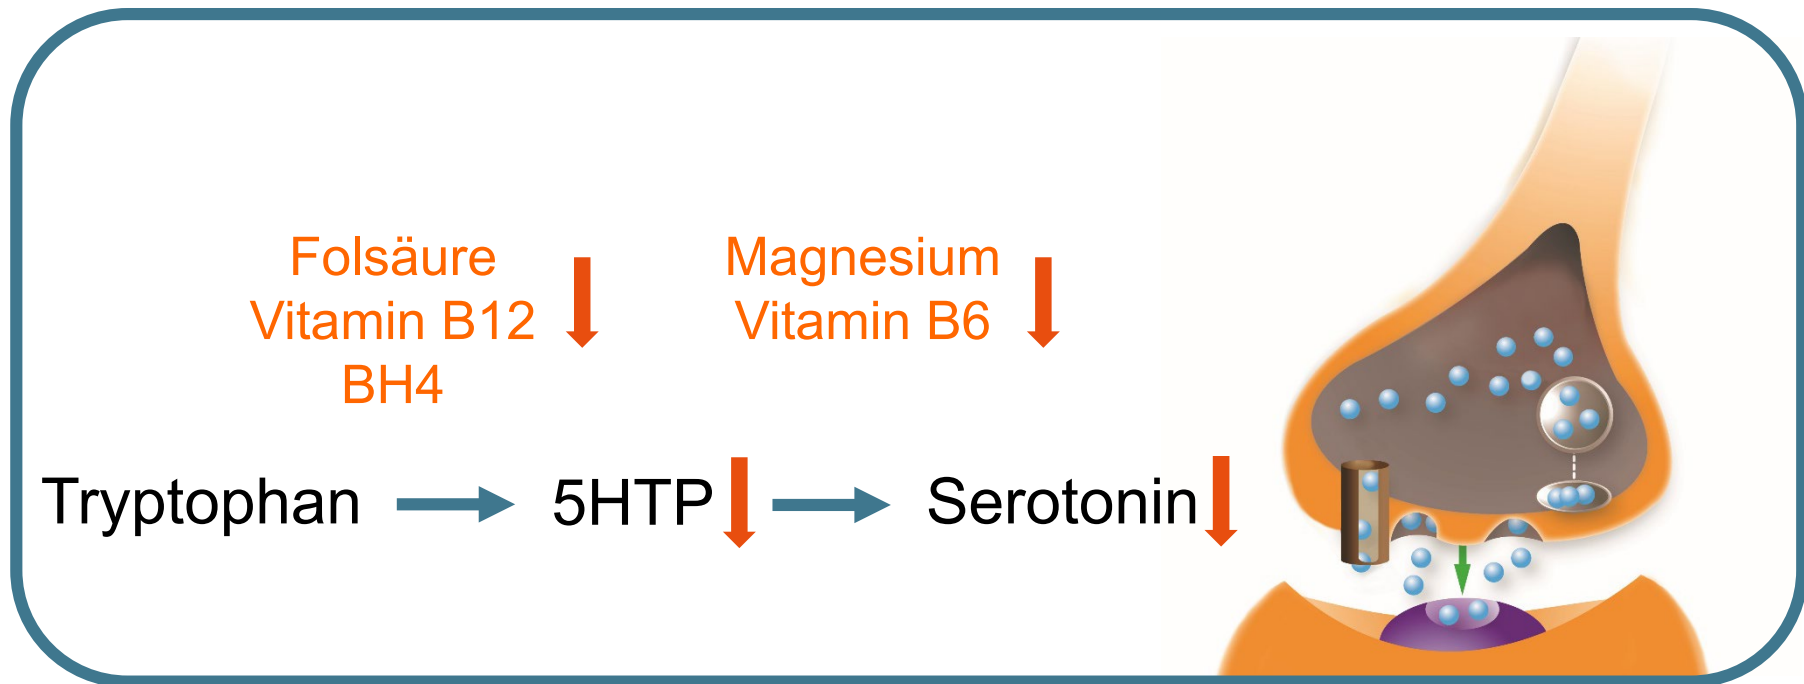 Folsäure
Vitamin B12
BH4
Magnesium
Vitamin B6
Tryptophan
5HTP
Serotonin